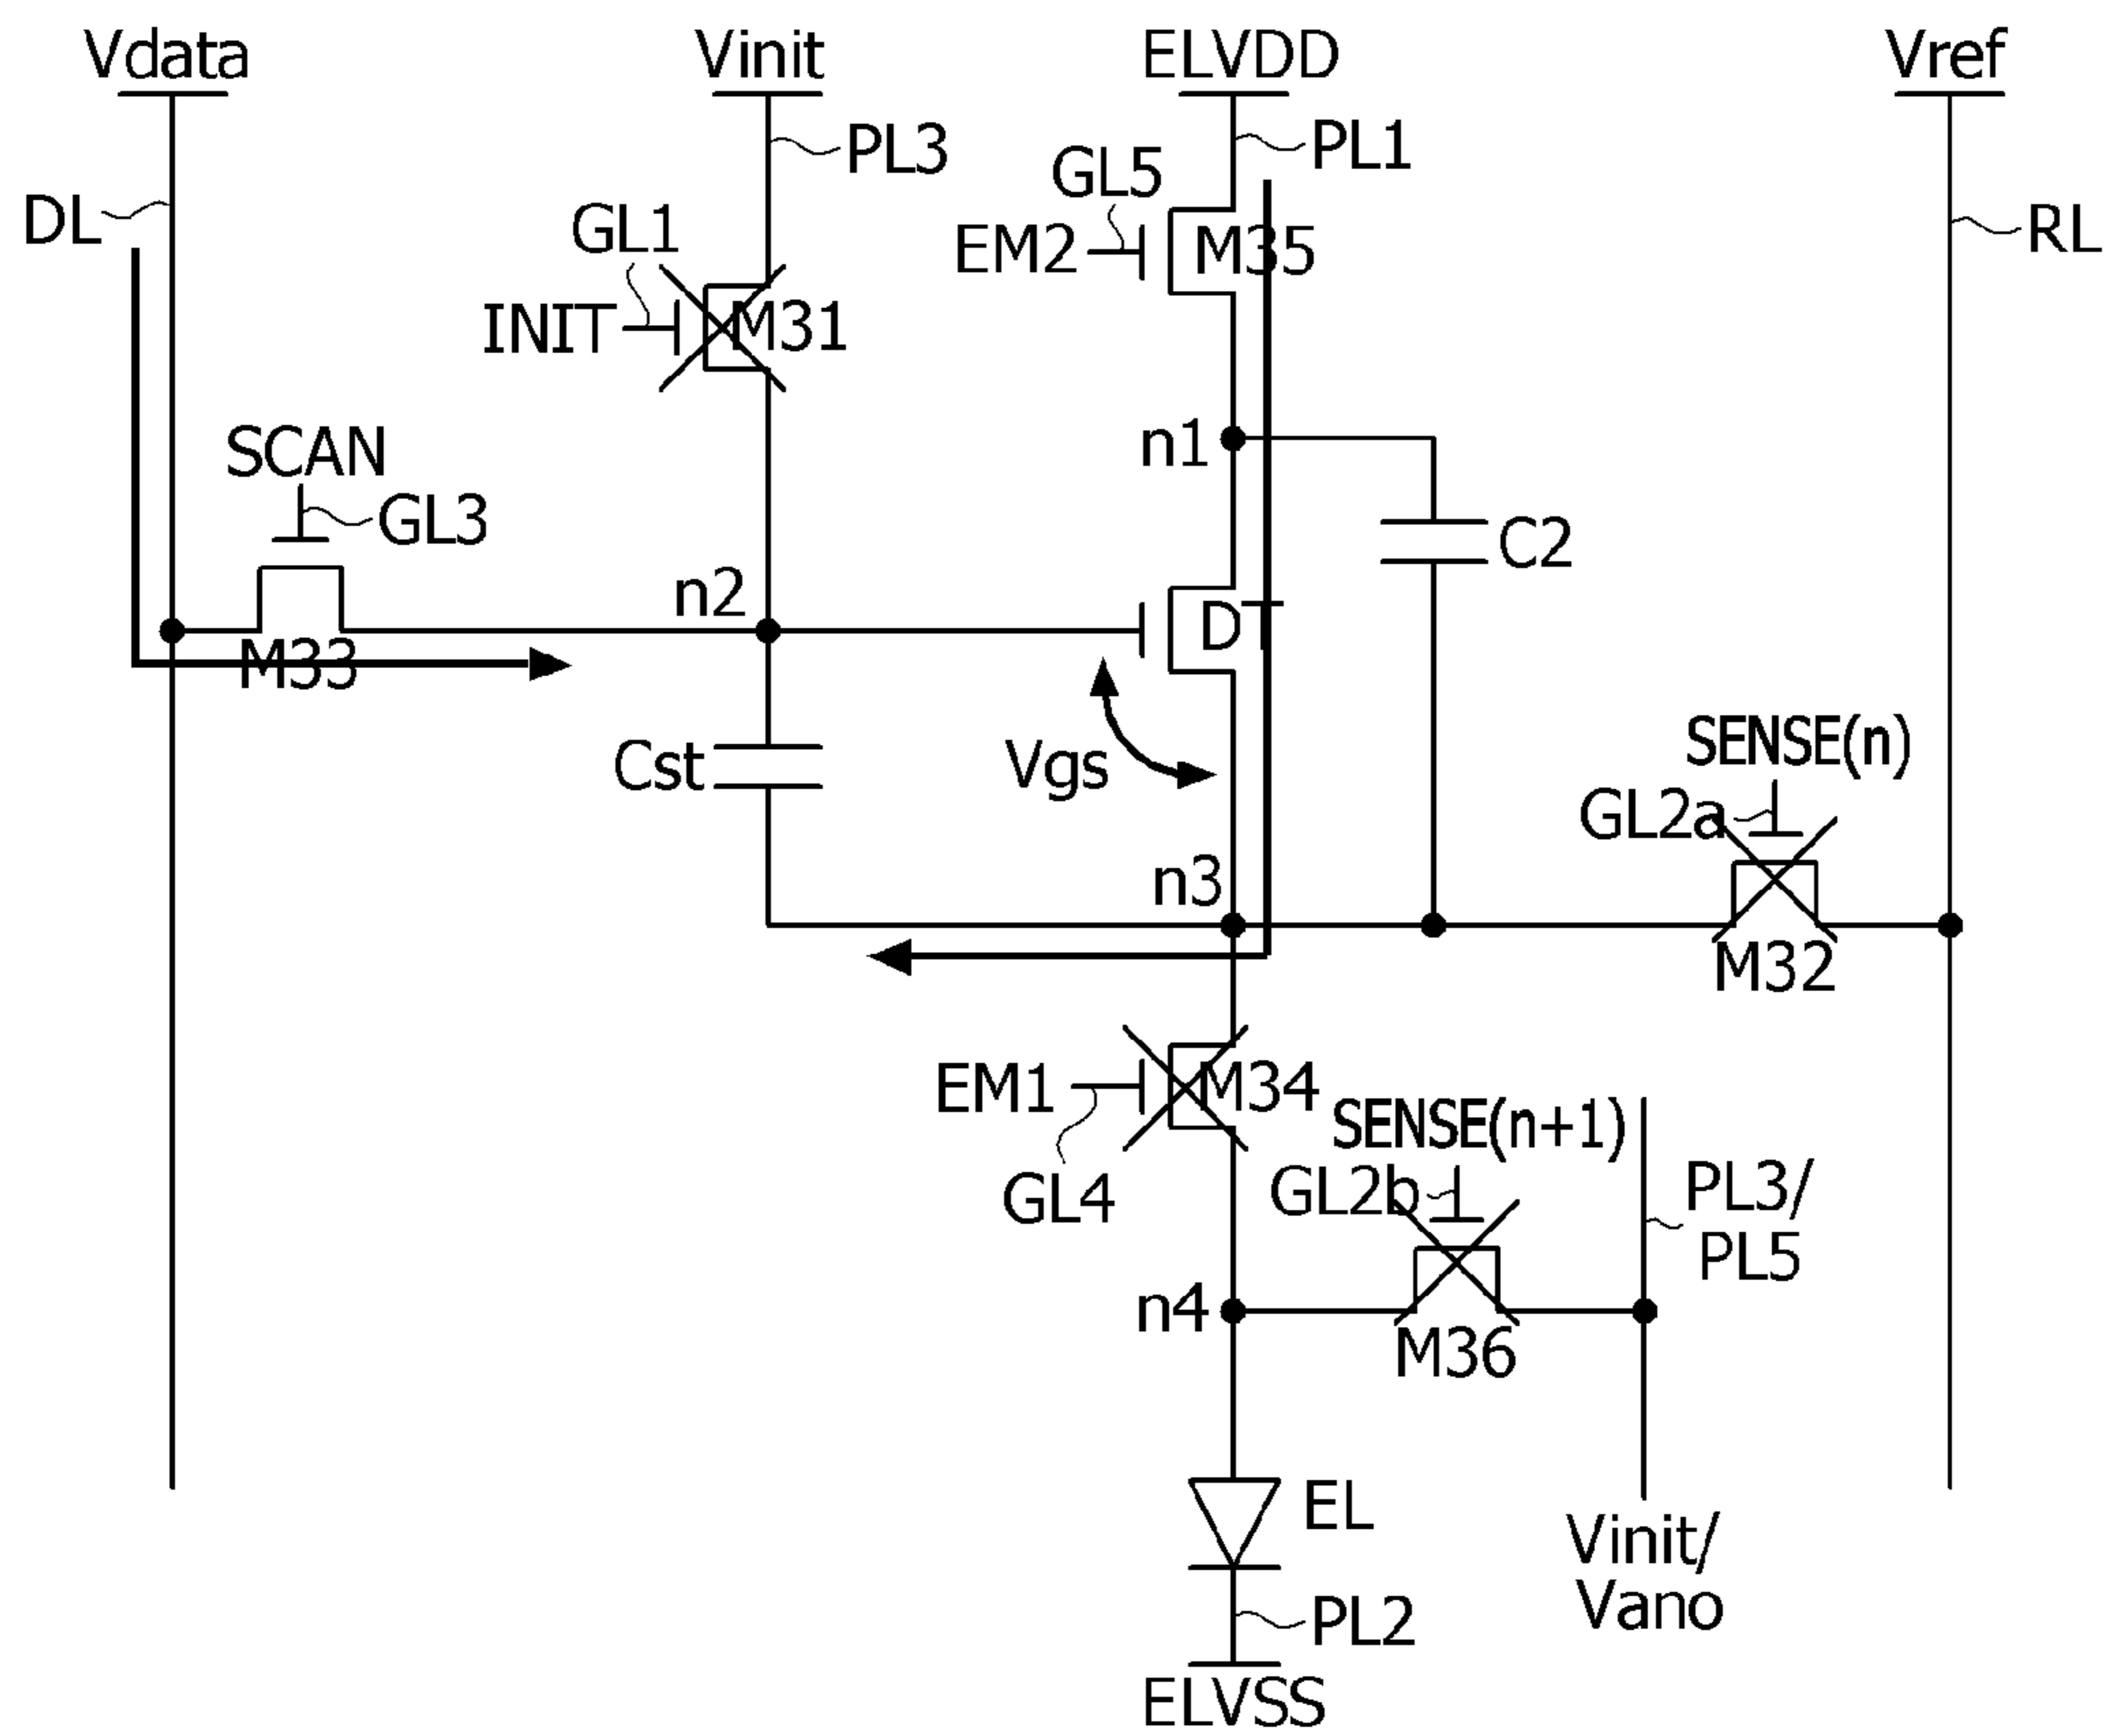 Vdata
Vinit
ELVDD
Vref
PL3
PL1
GL5
DL
GL1
EM2
M35
RL
INIT
M31
n1
SCAN
GL3
C2
n2
DT
M33
SENSE(n)
Cst
Vgs
GL2a
n3
M32
EM1
M34
SENSE(n+1)
GL4
GL2b
PL3/
PL5
n4
M36
EL
Vinit/
Vano
PL2
ELVSS